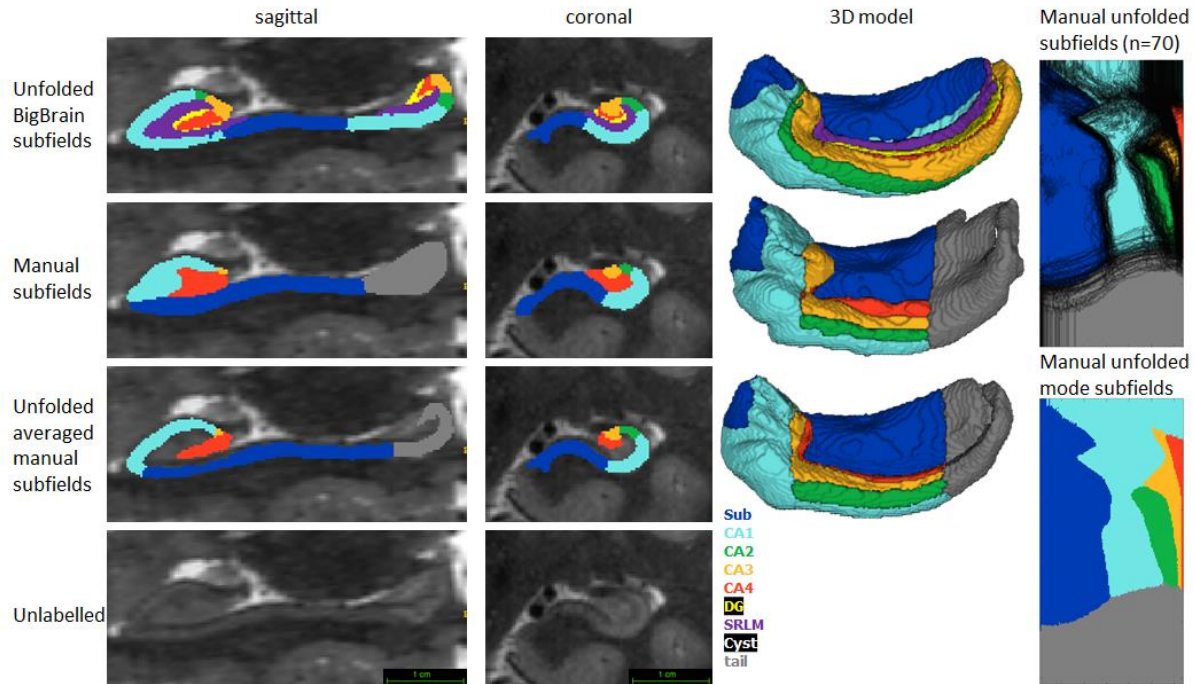 sagittal
coronal
3D model
Manual unfolded
subfields (n=70)
Unfolded
BigBrain
subfields
Manual
subfields
Manual unfolded
mode subfields
Unfolded
averaged
manual
subfields
Sub
CA1
CA2
CA3
CA4
DG
SRLM
Cyst
tail
Unlabelled
1 cm
1 cm